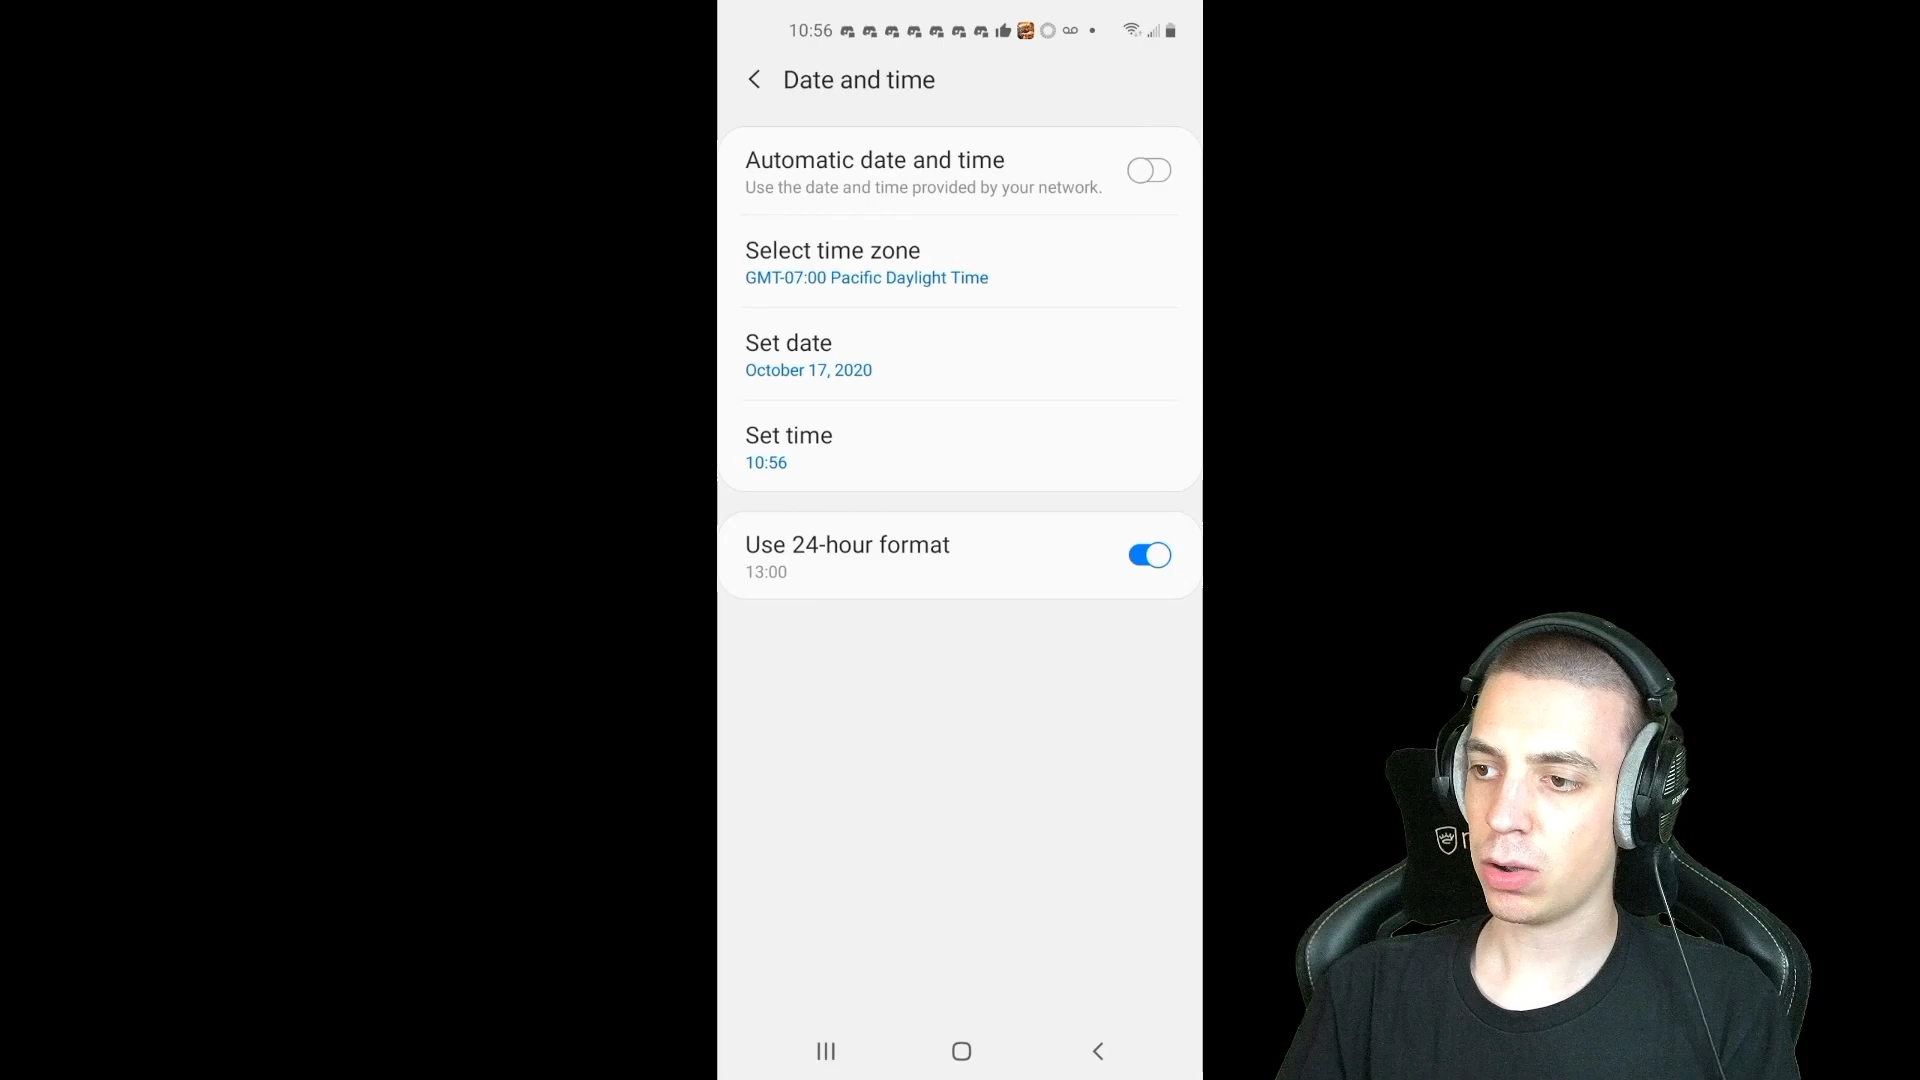 10:56
Date and time
Automatic date and time
Use the date and time provided by your network.
Select time zone
GMT-07:00 Pacific Daylight Time
Set date
October 17, 2020
Set time
10:56
Use 24-hour format
13:00